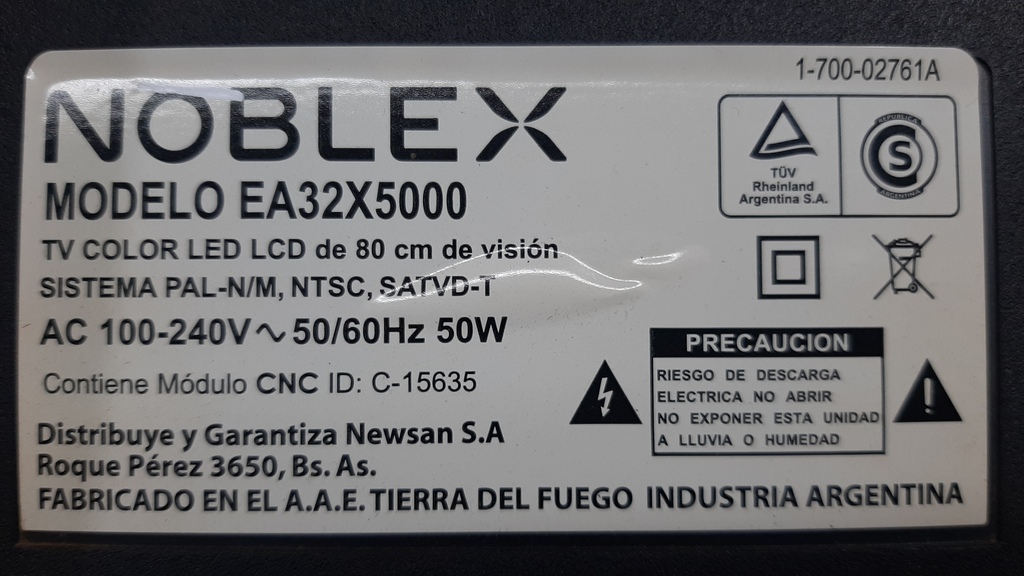 1-700-02761A
NOBLEX
MODELO EA32X5000
TV COLOR LED LCD de 80 cm de visión
SISTEMA PAL-N/M, NTSC, SATVD-T
AC 100-240V∿50/60Hz 50W
Contiene Módulo CNC ID: C-15635
Distribuye y Garantiza Newsan S.A
Roque Pérez 3650, Bs. As.
FABRICADO EN EL A.A.E. TIERRA DEL FUEGO INDUSTRIA ARGENTINA
TÜV
Rheinland
Argentina S.A.
REPUBLICA
S
ARGENTINA
PRECAUCION
RIESGO DE DESCARGA
ELECTRICA NO ABRIR
NO EXPONER ESTA UNIDAD
A LLUVIA O HUMEDAD